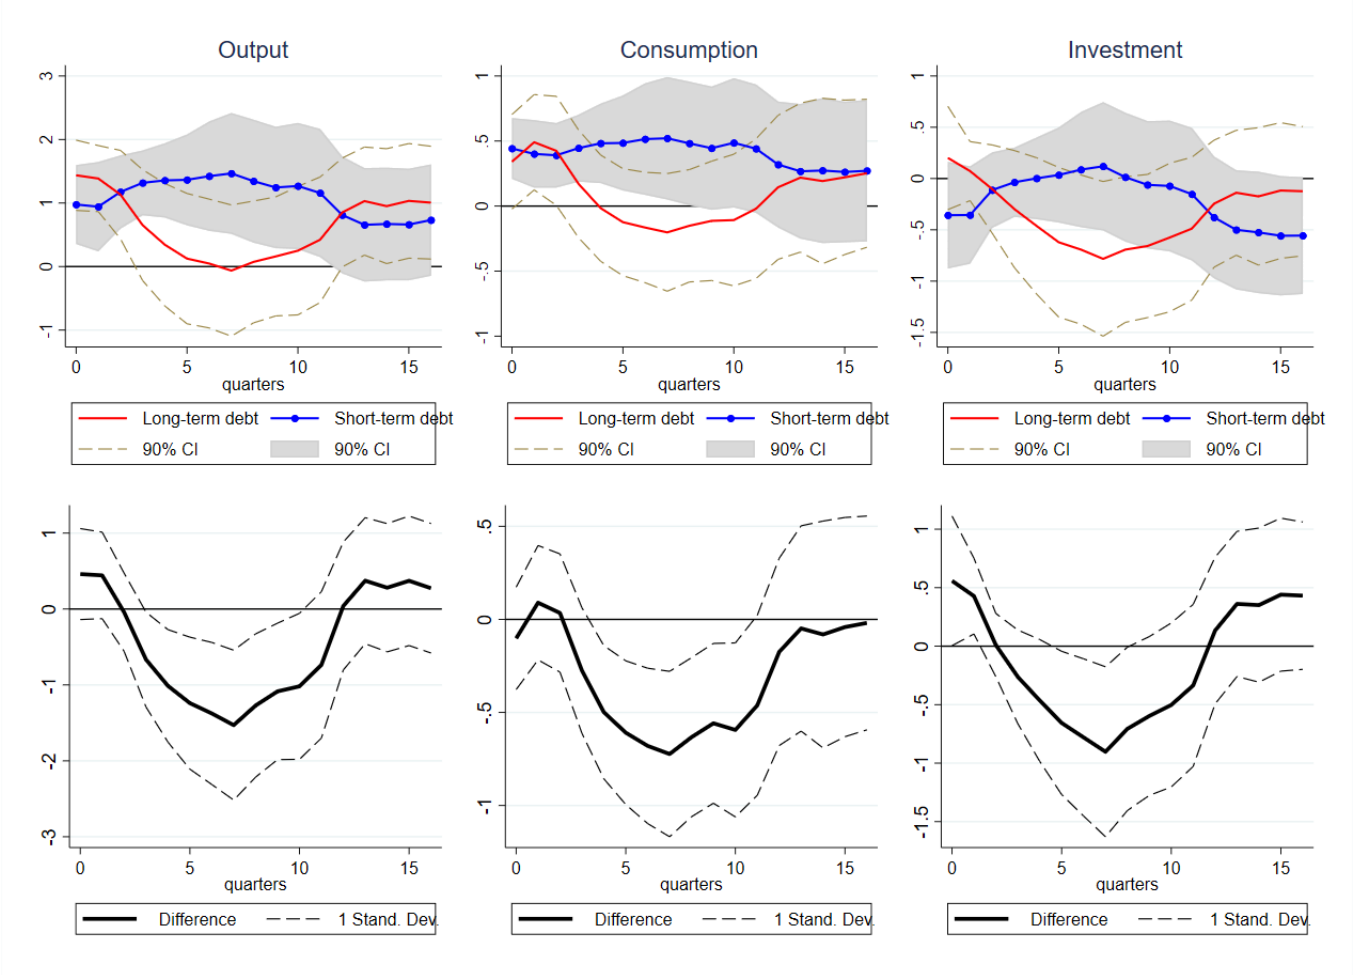 Output
3
2
1
0
-1
0 5 10 15
quarters
Long-term debt Short-term debt
90% CI 90% CI
Consumption
1
.5
0
-.5
-1
0 5 10 15
quarters
Long-term debt Short-term debt
90% CI 90% CI
Investment
1
.5
0
-.5
-1
-1.5
0 5 10 15
quarters
Long-term debt Short-term debt
90% CI 90% CI
1
0
-1
-2
-3
0 5 10 15
quarters
Difference 1 Stand. Dev.
.5
0
-.5
-1
0 5 10 15
quarters
Difference 1 Stand. Dev.
1
.5
0
-.5
-1
-1.5
0 5 10 15
quarters
Difference 1 Stand. Dev.